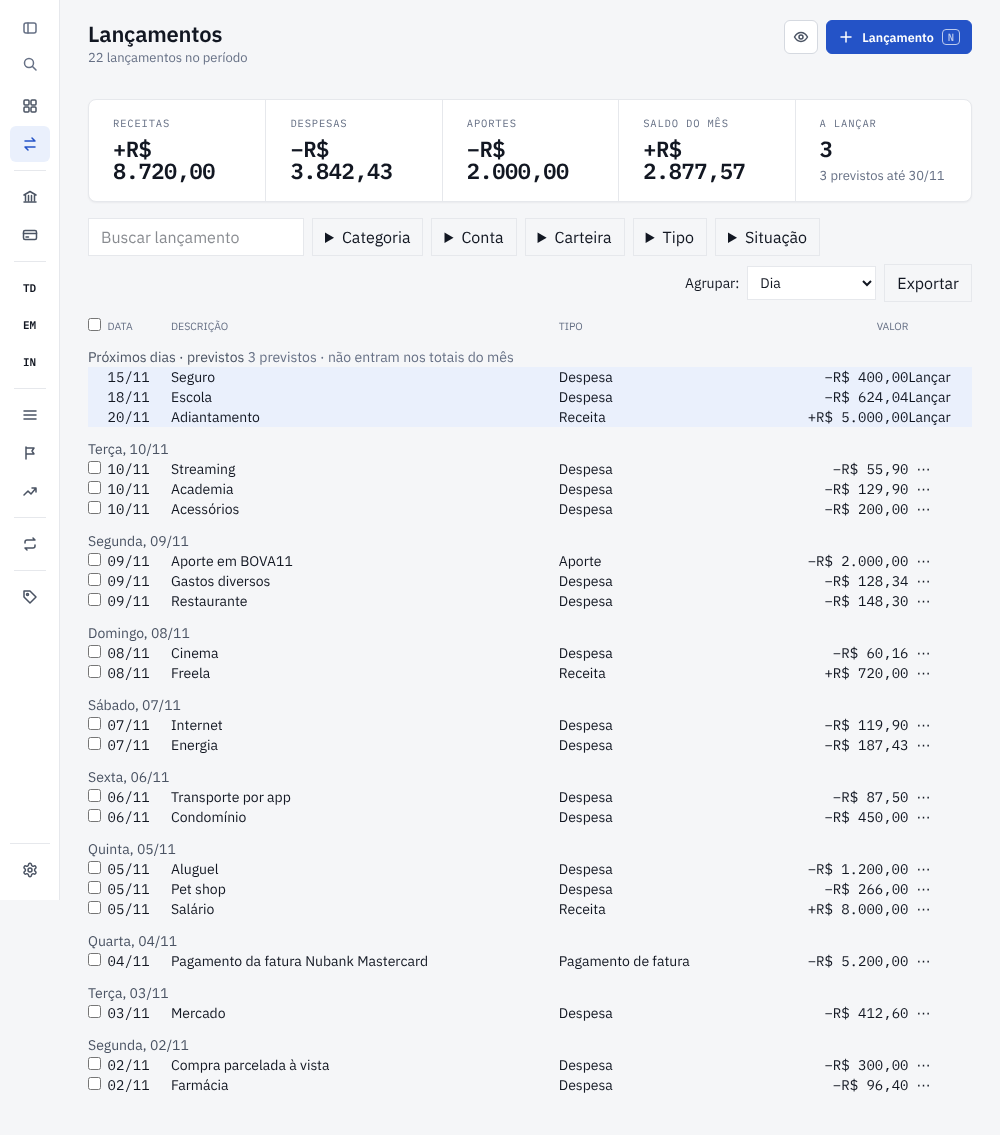 Lançamentos
22 lançamentos no período
Lançamento N
RECEITAS
+R$
8.720,00
DESPESAS
−R$
3.842,43
APORTES
−R$
2.000,00
SALDO DO MÊS
+R$
2.877,57
A LANÇAR
3
3 previstos até 30/11
Buscar lançamento
Categoria
Conta
Carteira
Tipo
Situação
Agrupar: Dia
Exportar
TD
EM
IN
DATA DESCRIÇÃO TIPO VALOR
Próximos dias · previstos 3 previstos · não entram nos totais do mês
15/11 Seguro Despesa −R$ 400,00Lançar
18/11 Escola Despesa −R$ 624,04Lançar
20/11 Adiantamento Receita +R$ 5.000,00Lançar
Terça, 10/11
10/11 Streaming Despesa −R$ 55,90 ···
10/11 Academia Despesa −R$ 129,90 ···
10/11 Acessórios Despesa −R$ 200,00 ···
Segunda, 09/11
09/11 Aporte em BOVA11 Aporte −R$ 2.000,00 ···
09/11 Gastos diversos Despesa −R$ 128,34 ···
09/11 Restaurante Despesa −R$ 148,30 ···
Domingo, 08/11
08/11 Cinema Despesa −R$ 60,16 ···
08/11 Freela Receita +R$ 720,00 ···
Sábado, 07/11
07/11 Internet Despesa −R$ 119,90 ···
07/11 Energia Despesa −R$ 187,43 ···
Sexta, 06/11
06/11 Transporte por app Despesa −R$ 87,50 ···
06/11 Condomínio Despesa −R$ 450,00 ···
Quinta, 05/11
05/11 Aluguel Despesa −R$ 1.200,00 ···
05/11 Pet shop Despesa −R$ 266,00 ···
05/11 Salário Receita +R$ 8.000,00 ···
Quarta, 04/11
04/11 Pagamento da fatura Nubank Mastercard Pagamento de fatura −R$ 5.200,00 ···
Terça, 03/11
03/11 Mercado Despesa −R$ 412,60 ···
Segunda, 02/11
02/11 Compra parcelada à vista Despesa −R$ 300,00 ···
02/11 Farmácia Despesa −R$ 96,40 ···